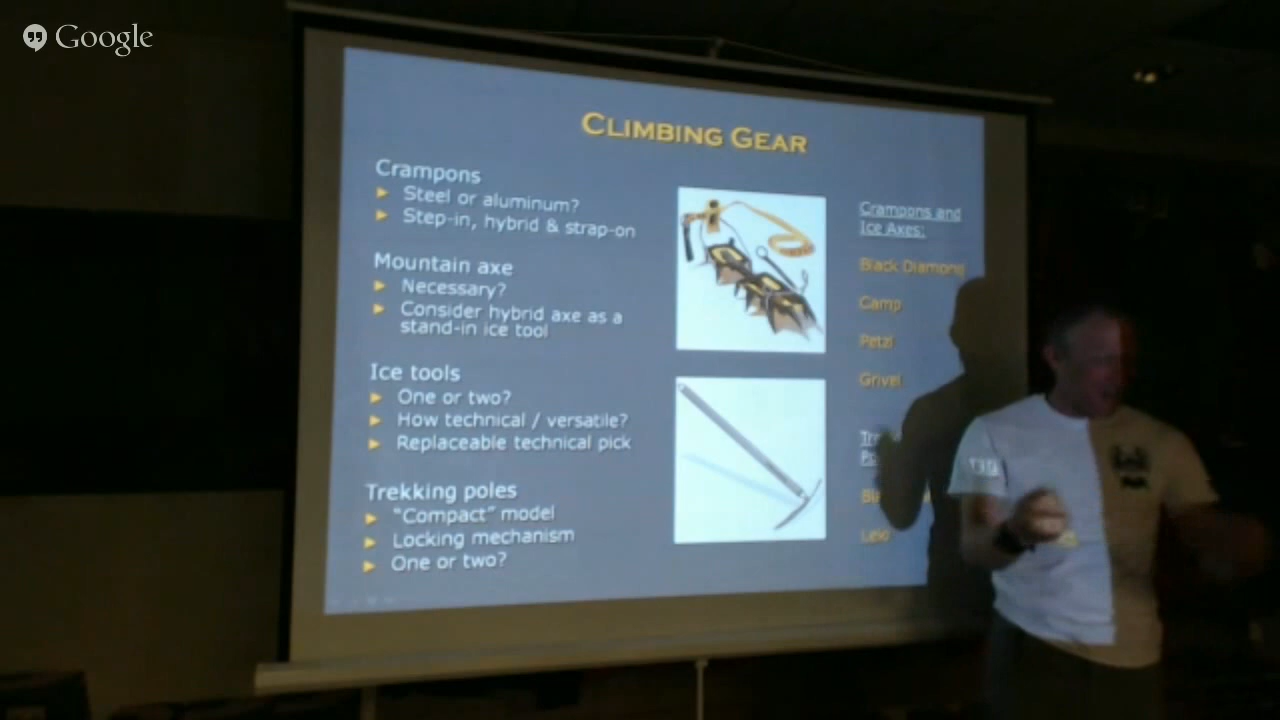 Google
CLIMBING GEAR
Crampons
Steel or aluminum?
Step-in, hybrid & strap-on
Mountain axe
Necessary?
Consider hybrid axe as a
stand-in ice tool
Ice tools
One or two?
How technical / versatile?
Replaceable technical pick
Trekking poles
"Compact" model
Locking mechanism
One or two?
Crampons and
Ice Axes:
Black Diamond
Camp
Petzl
Grivel
Leki